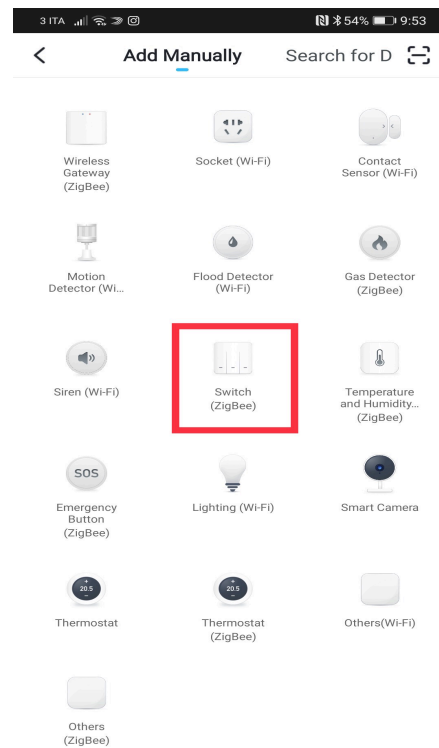 3 ITA 54% 9:53
Add Manually Search for D
Wireless
Gateway
(ZigBee)
Socket (Wi-Fi)
Contact
Sensor (Wi-Fi)
Motion
Detector (Wi...
Flood Detector
(Wi-Fi)
Gas Detector
(ZigBee)
Siren (Wi-Fi)
Switch
(ZigBee)
Temperature
and Humidity...
(ZigBee)
SOS
Emergency
Button
(ZigBee)
Lighting (Wi-Fi)
Smart Camera
20.5
Thermostat
20.5
Thermostat
(ZigBee)
Others(Wi-Fi)
Others
(ZigBee)